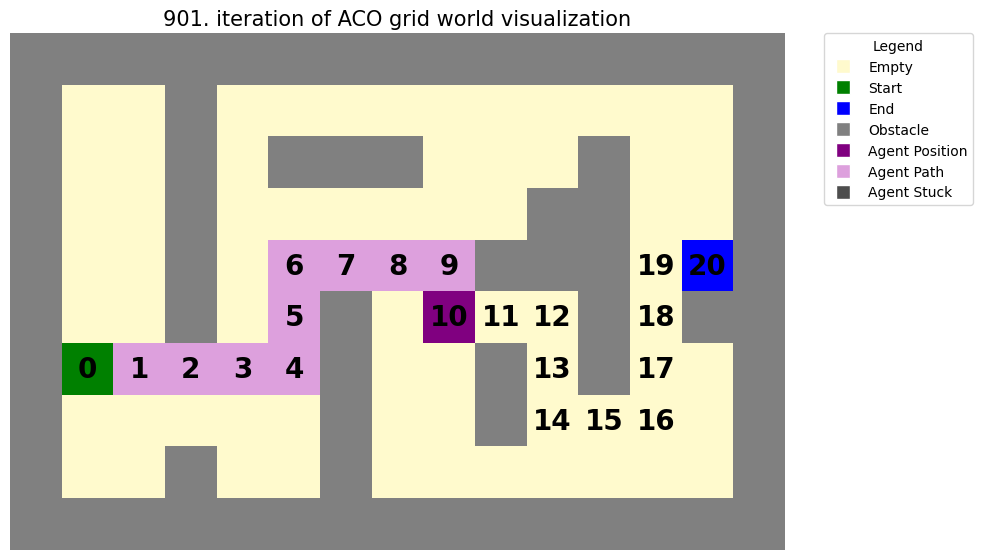 901. iteration of ACO grid world visualization
Legend
Empty
Start
End
Obstacle
Agent Position
Agent Path
Agent Stuck
6 7 8 9 19 20
5 10 11 12 18
0 1 2 3 4 13 17
14 15 16